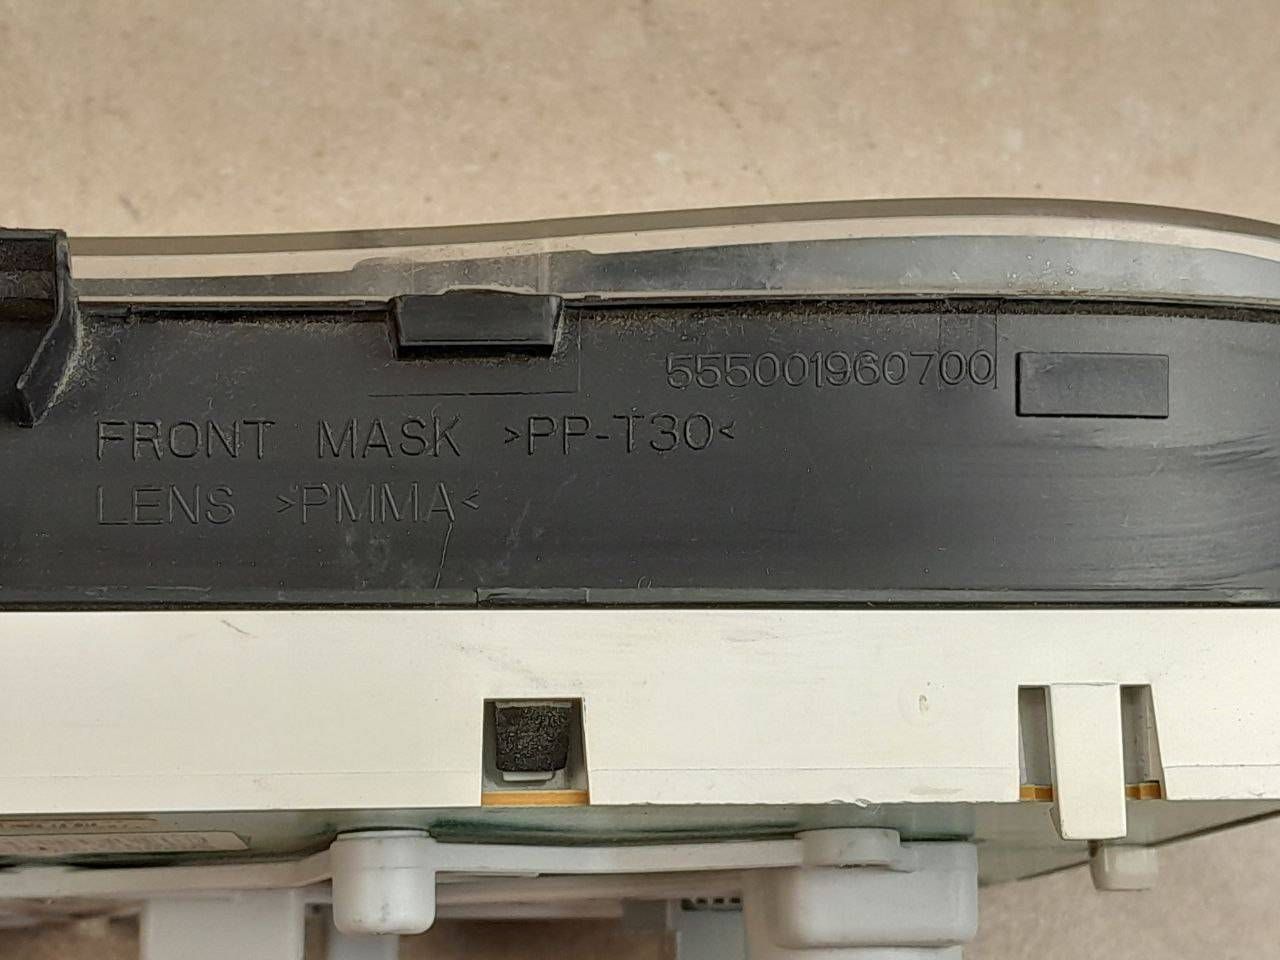 555001960700
FRONT MASK >PP-T30<
LENS >PMMA<